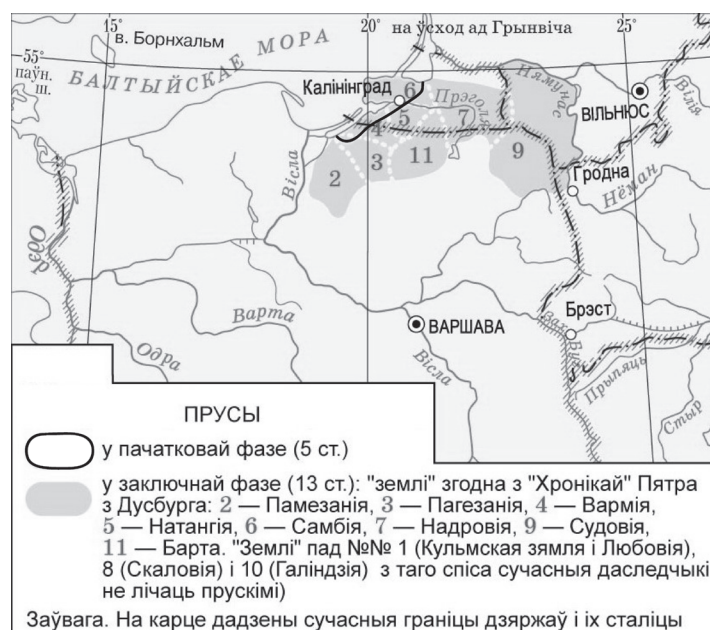 15°
20°
на ўсход ад Грынвіча
25°
в. Борнхальм
55°
паўн.
ш.
БАЛТЫЙСКАЕ МОРА
Калінінград
6
Прэголя
Нямунас
ВІЛЬНЮС
Вілія
5
7
4
Вісла
2
3
11
9
Гродна
Нёман
Одэр
Варта
ВАРШАВА
Брэст
Зах. Буг
Одра
Вісла
Прыпяць
Стыр
ПРУСЫ
у пачатковай фазе (5 ст.)
у заключнай фазе (13 ст.): "землі" згодна з "Хронікай" Пятра
з Дусбурга: 2 — Памезанія, 3 — Пагезанія, 4 — Вармія,
5 — Натангія, 6 — Самбія, 7 — Надровія, 9 — Судовія,
11 — Барта. "Землі" пад №№ 1 (Кульмская зямля і Любовія),
8 (Скаловія) і 10 (Галіндзія) з таго спіса сучасныя даследчыкі
не лічаць прускімі)
Заўвага. На карце дадзены сучасныя граніцы дзяржаў і іх сталіцы